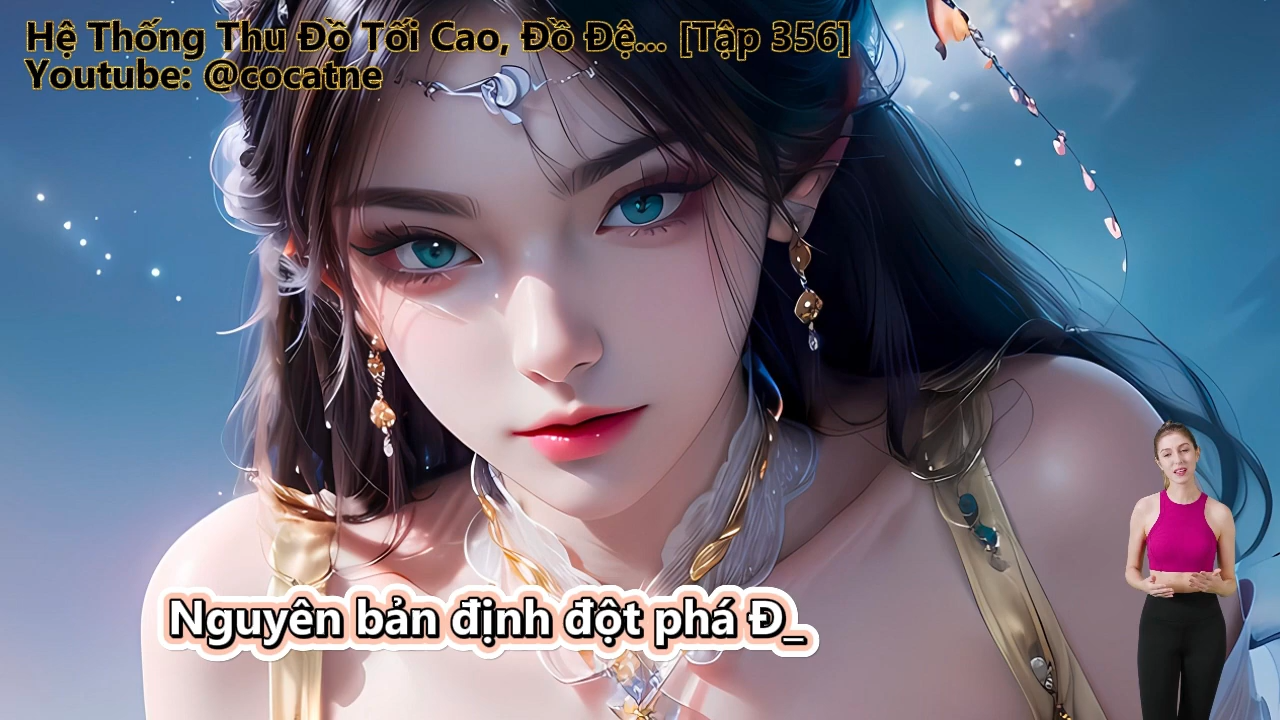 Hệ Thống Thu Đồ Tối Cao, Đồ Đệ... [Tập 356]
Youtube: @cocatne
Nguyên bản định đột phá Đ_